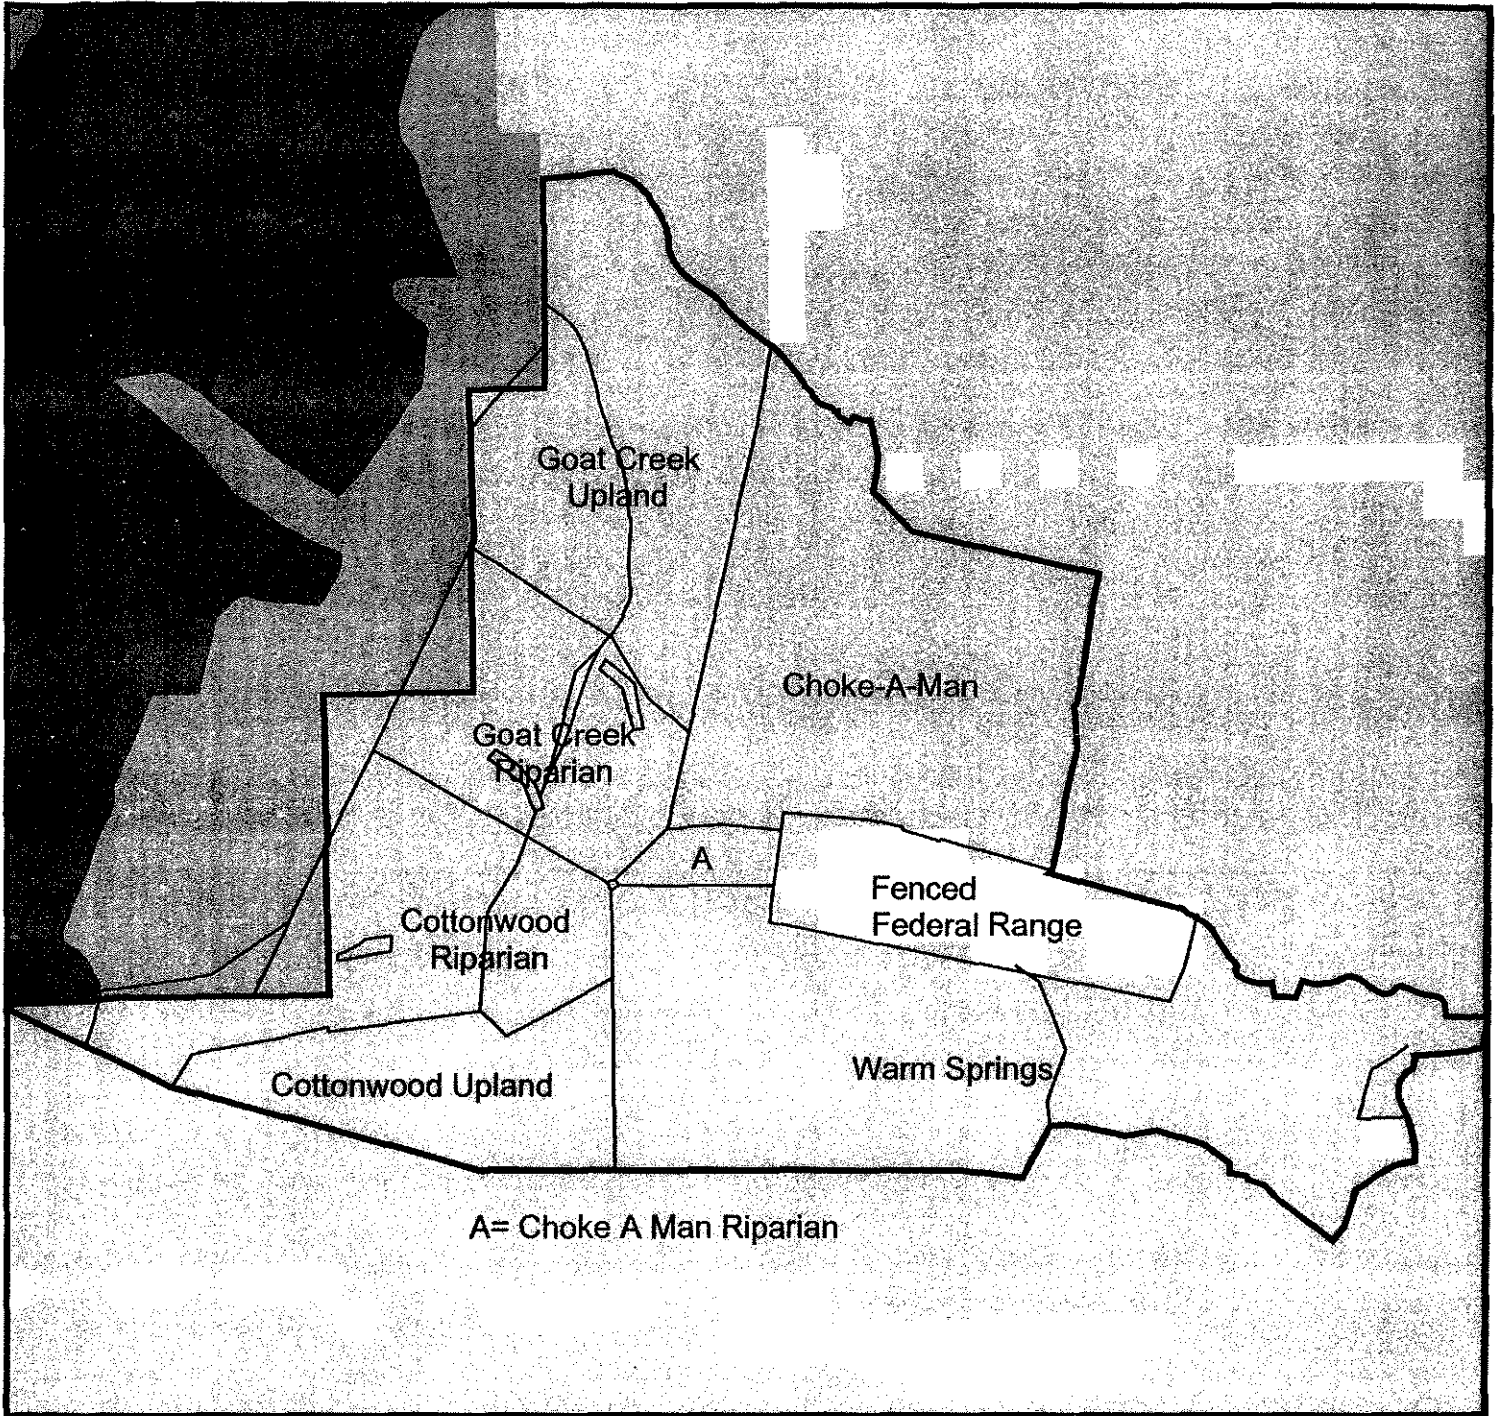 Goat Creek
Upland
Choke-A-Man
Goat Creek
Riparian
A
Fenced
Federal Range
Cottonwood
Riparian
Warm Springs
Cottonwood Upland
A= Choke A Man Riparian